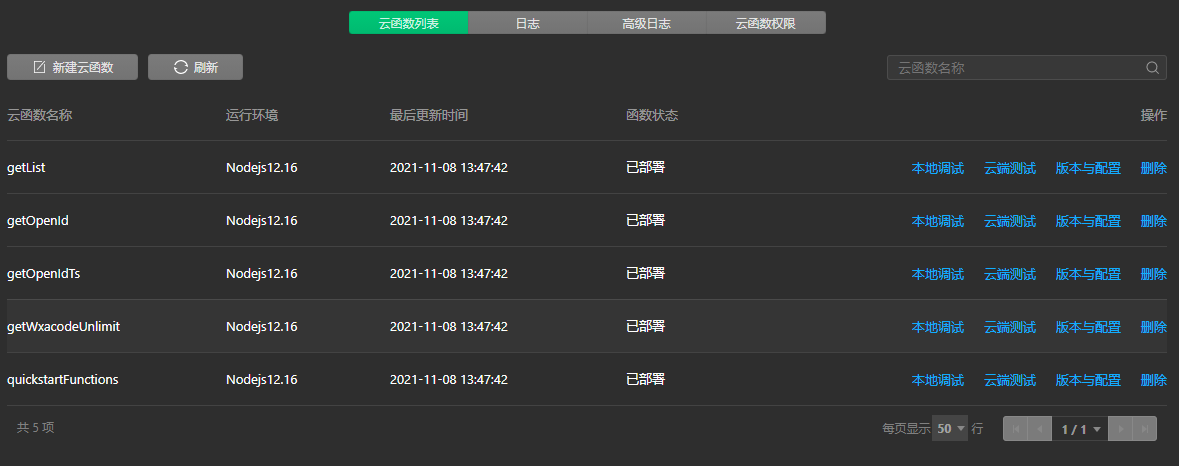 云函数列表 日志 高级日志 云函数权限
新建云函数 刷新 云函数名称
云函数名称 运行环境 最后更新时间 函数状态 操作
getList Nodejs12.16 2021-11-08 13:47:42 已部署 本地调试 云端测试 版本与配置 删除
getOpenId Nodejs12.16 2021-11-08 13:47:42 已部署 本地调试 云端测试 版本与配置 删除
getOpenIdTs Nodejs12.16 2021-11-08 13:47:42 已部署 本地调试 云端测试 版本与配置 删除
getWxacodeUnlimit Nodejs12.16 2021-11-08 13:47:42 已部署 本地调试 云端测试 版本与配置 删除
quickstartFunctions Nodejs12.16 2021-11-08 13:47:42 已部署 本地调试 云端测试 版本与配置 删除
共 5 项 每页显示 50 行 1 / 1